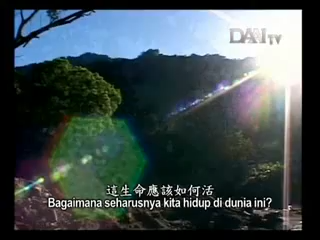 DAAI TV
這生命應該如何活
Bagaimana seharusnya kita hidup di dunia ini?